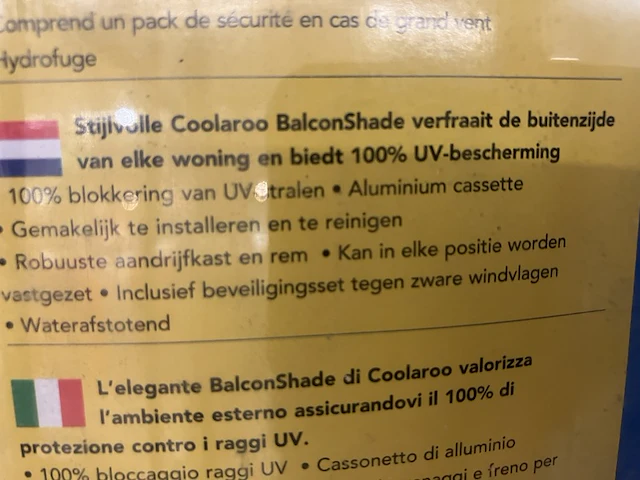 Comprend un pack de sécurité en cas de grand vent
Hydrofuge
Stijlvolle Coolaroo BalconShade verfraait de buitenzijde
van elke woning en biedt 100% UV-bescherming
100% blokkering van UV stralen • Aluminium cassette
• Gemakelijk te installeren en te reinigen
• Robuuste aandrijfkast en rem • Kan in elke positie worden
vastgezet • Inclusief beveiligingsset tegen zware windvlagen
• Waterafstotend
L'elegante BalconShade di Coolaroo valorizza
l'ambiente esterno assicurandovi il 100% di
protezione contro i raggi UV.
• 100% bloccaggio raggi UV • Cassonetto di alluminio
e freno per